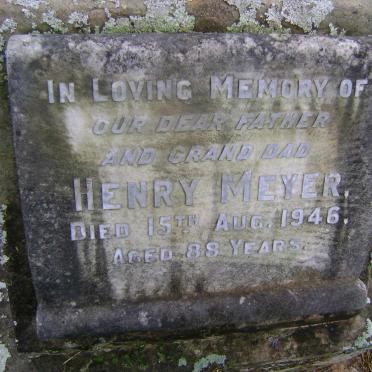 IN LOVING MEMORY OF
OUR DEAR FATHER
AND GRAND DAD
HENRY MEYER.
DIED 15TH AUG. 1946.
AGED 88 YEARS.